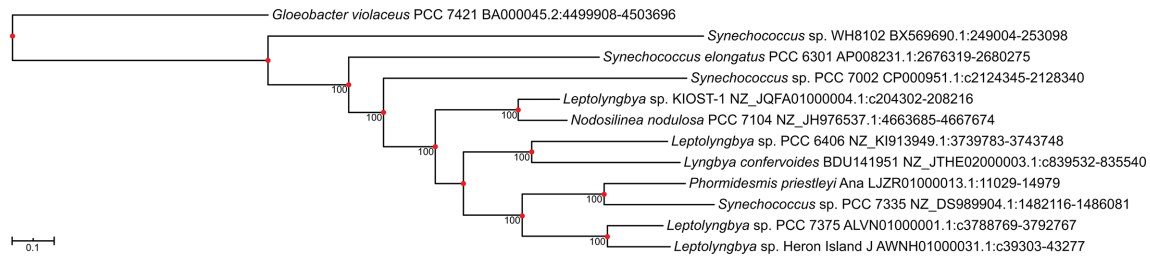 Gloeobacter violaceus PCC 7421 BA000045.2:4499908-4503696
Synechococcus sp. WH8102 BX569690.1:249004-253098
Synechococcus elongatus PCC 6301 AP008231.1:2676319-2680275
Synechococcus sp. PCC 7002 CP000951.1:c2124345-2128340
100
Leptolyngbya sp. KIOST-1 NZ_JQFA01000004.1:c204302-208216
100
100
Nodosilinea nodulosa PCC 7104 NZ_JH976537.1:4663685-4667674
Leptolyngbya sp. PCC 6406 NZ_KI913949.1:3739783-3743748
100
100
Lyngbya confervoides BDU141951 NZ_JTHE02000003.1:c839532-835540
Phormidesmis priestleyi Ana LJZR01000013.1:11029-14979
100
Synechococcus sp. PCC 7335 NZ_DS989904.1:1482116-1486081
100
Leptolyngbya sp. PCC 7375 ALVN01000001.1:c3788769-3792767
100
Leptolyngbya sp. Heron Island J AWNH01000031.1:c39303-43277
0.1